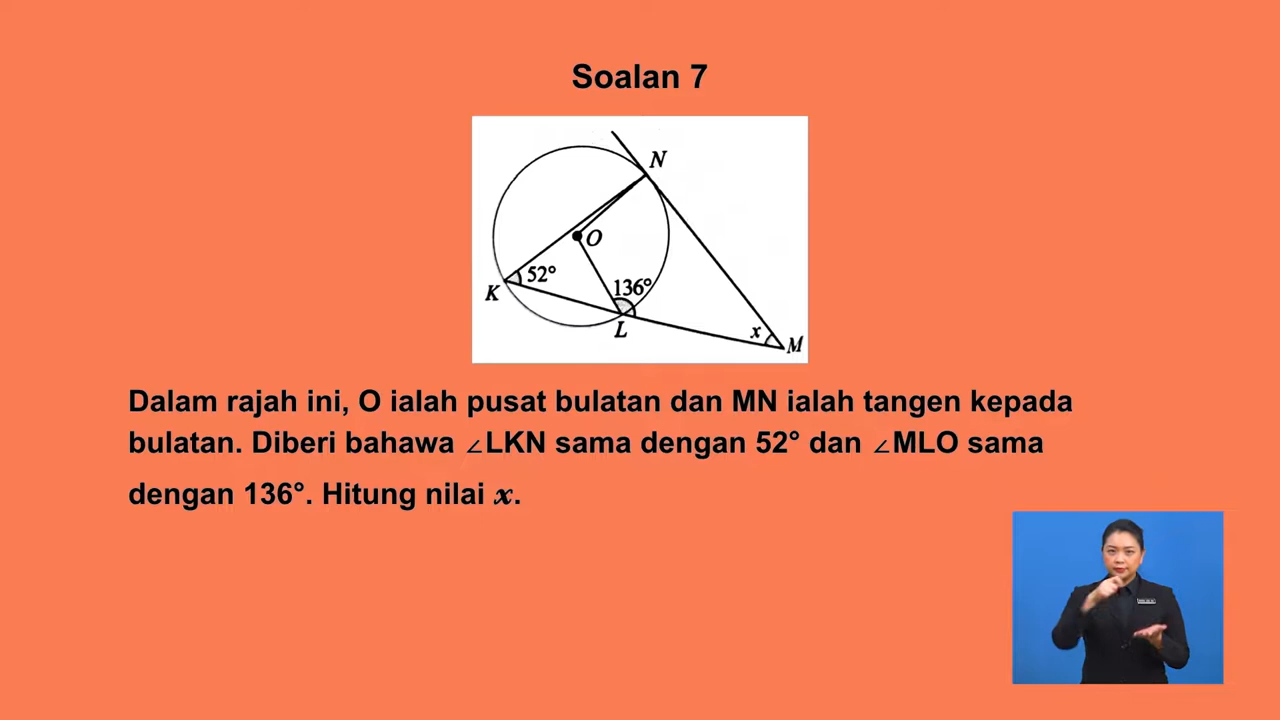 Soalan 7
N
O
52°
K
136°
L
x
M
Dalam rajah ini, O ialah pusat bulatan dan MN ialah tangen kepada
bulatan. Diberi bahawa ∠LKN sama dengan 52° dan ∠MLO sama
dengan 136°. Hitung nilai x.